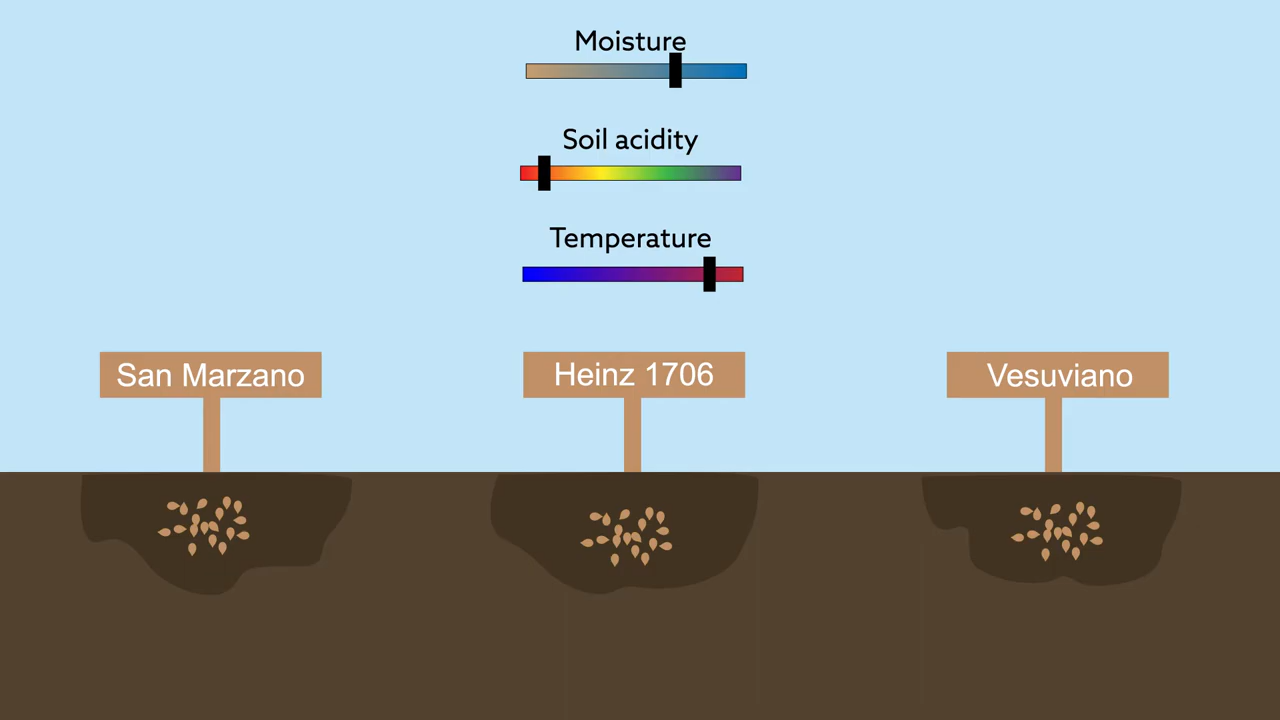 Moisture
Soil acidity
Temperature
San Marzano
Heinz 1706
Vesuviano